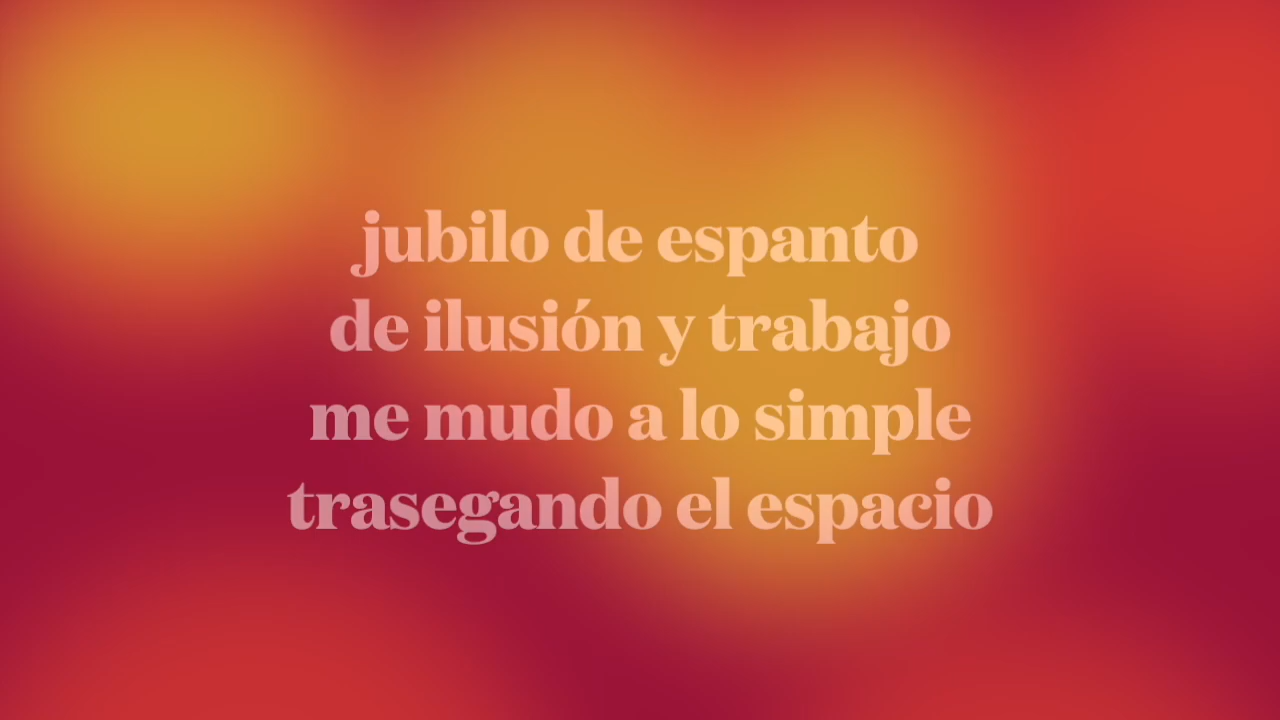 jubilo de espanto
de ilusión y trabajo
me mudo a lo simple
trasegando el espacio